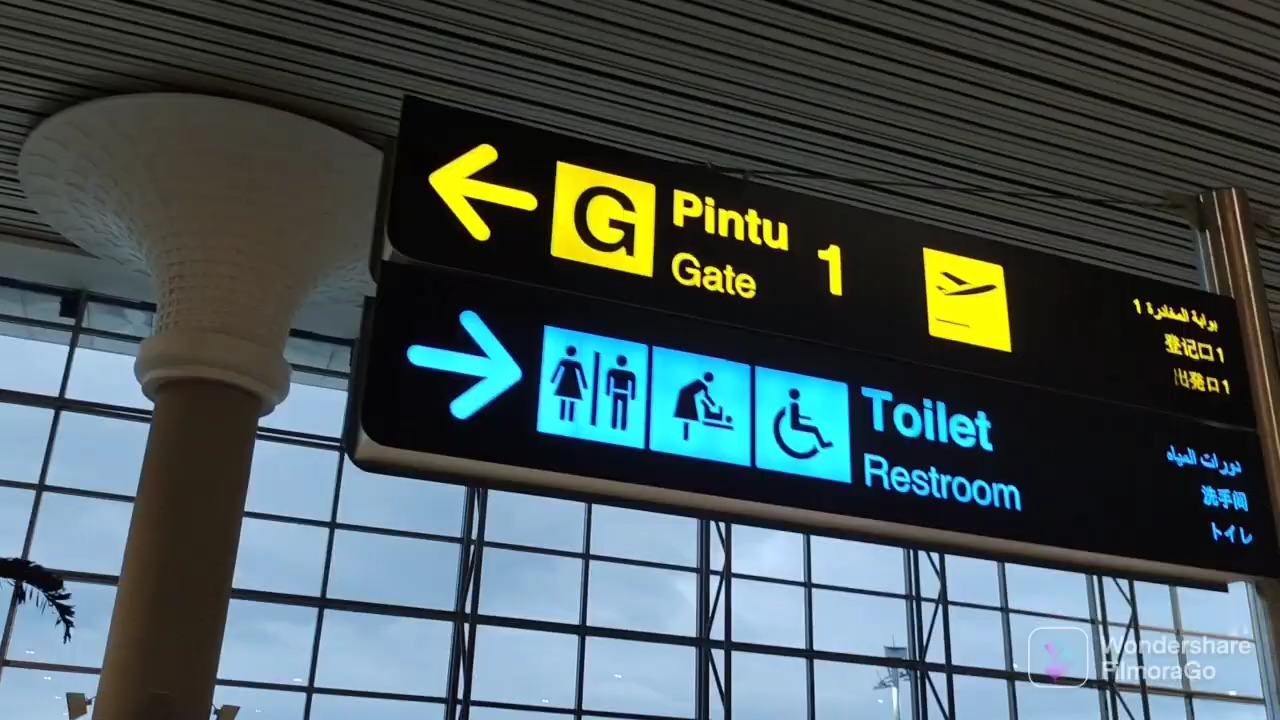 G Pintu 1
Gate
بوابة المغادرة 1
登记口1
出発口1
Toilet
Restroom
دورات المياه
洗手间
トイレ
Wondershare
FilmoraGo